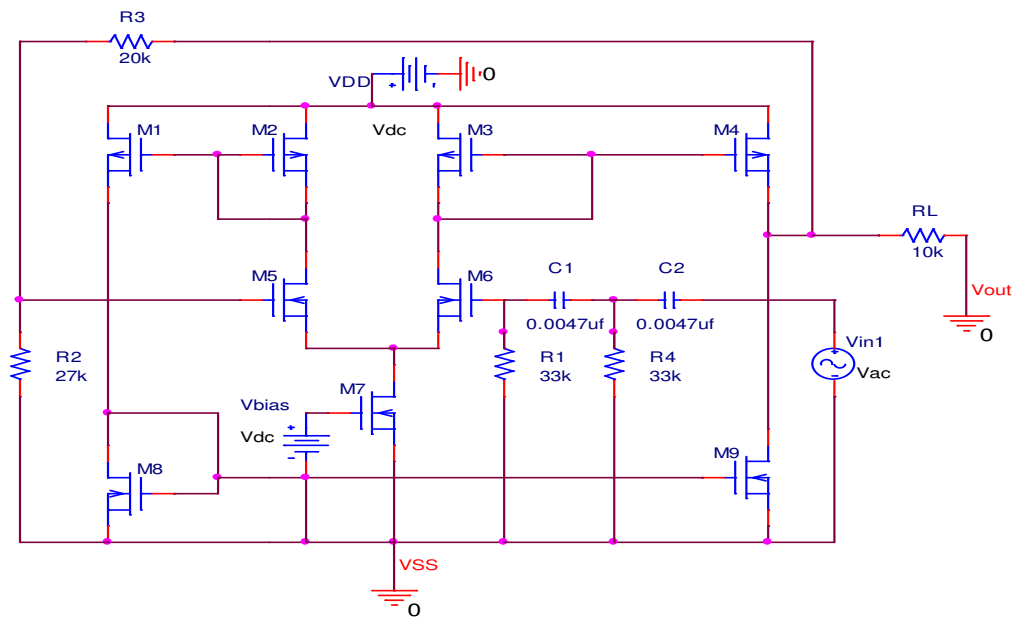 R3
20k
VDD
+
-
0
Vdc
M1
M2
M3
M4
RL
10k
M5
M6
C1
C2
0.0047uf
0.0047uf
Vout
0
R2
27k
R1
33k
R4
33k
Vin1
+
-
Vac
M7
Vbias
+
Vdc
-
M8
M9
VSS
0